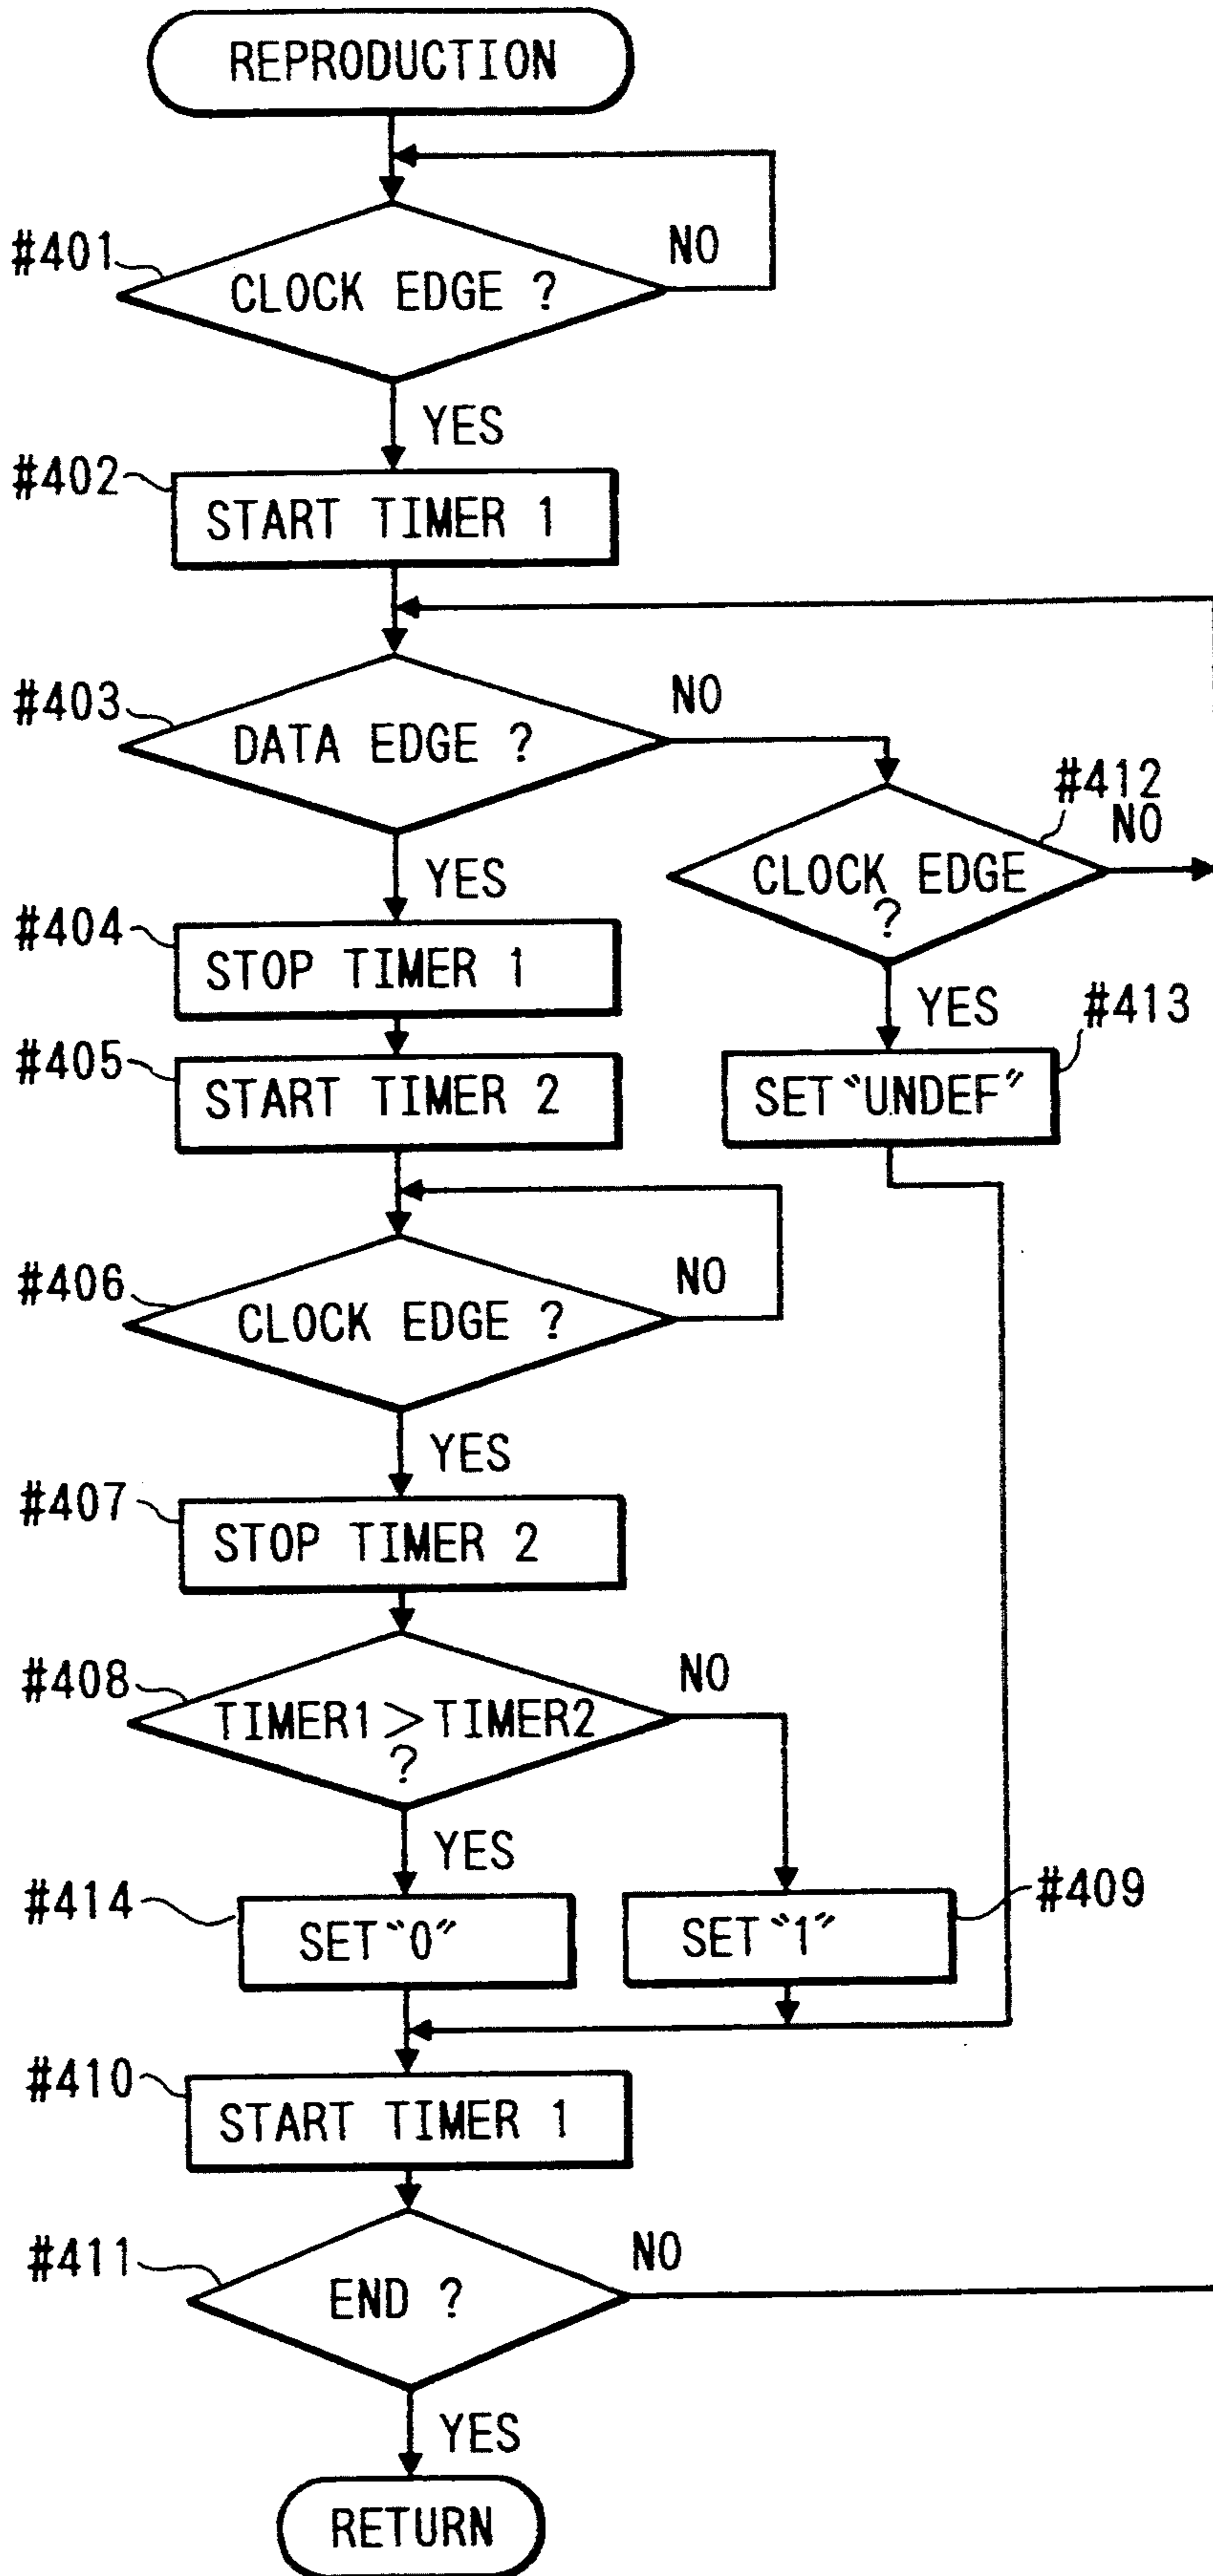 REPRODUCTION
#401
CLOCK EDGE ?
NO
YES
#402
START TIMER 1
#403
DATA EDGE ?
NO
#412
NO
CLOCK EDGE
?
YES
#404
STOP TIMER 1
YES
#413
#405
START TIMER 2
SET "UNDEF"
#406
CLOCK EDGE ?
NO
YES
#407
STOP TIMER 2
#408
TIMER1 > TIMER2
?
NO
YES
#414
SET "0"
SET "1"
#409
#410
START TIMER 1
#411
END ?
NO
YES
RETURN